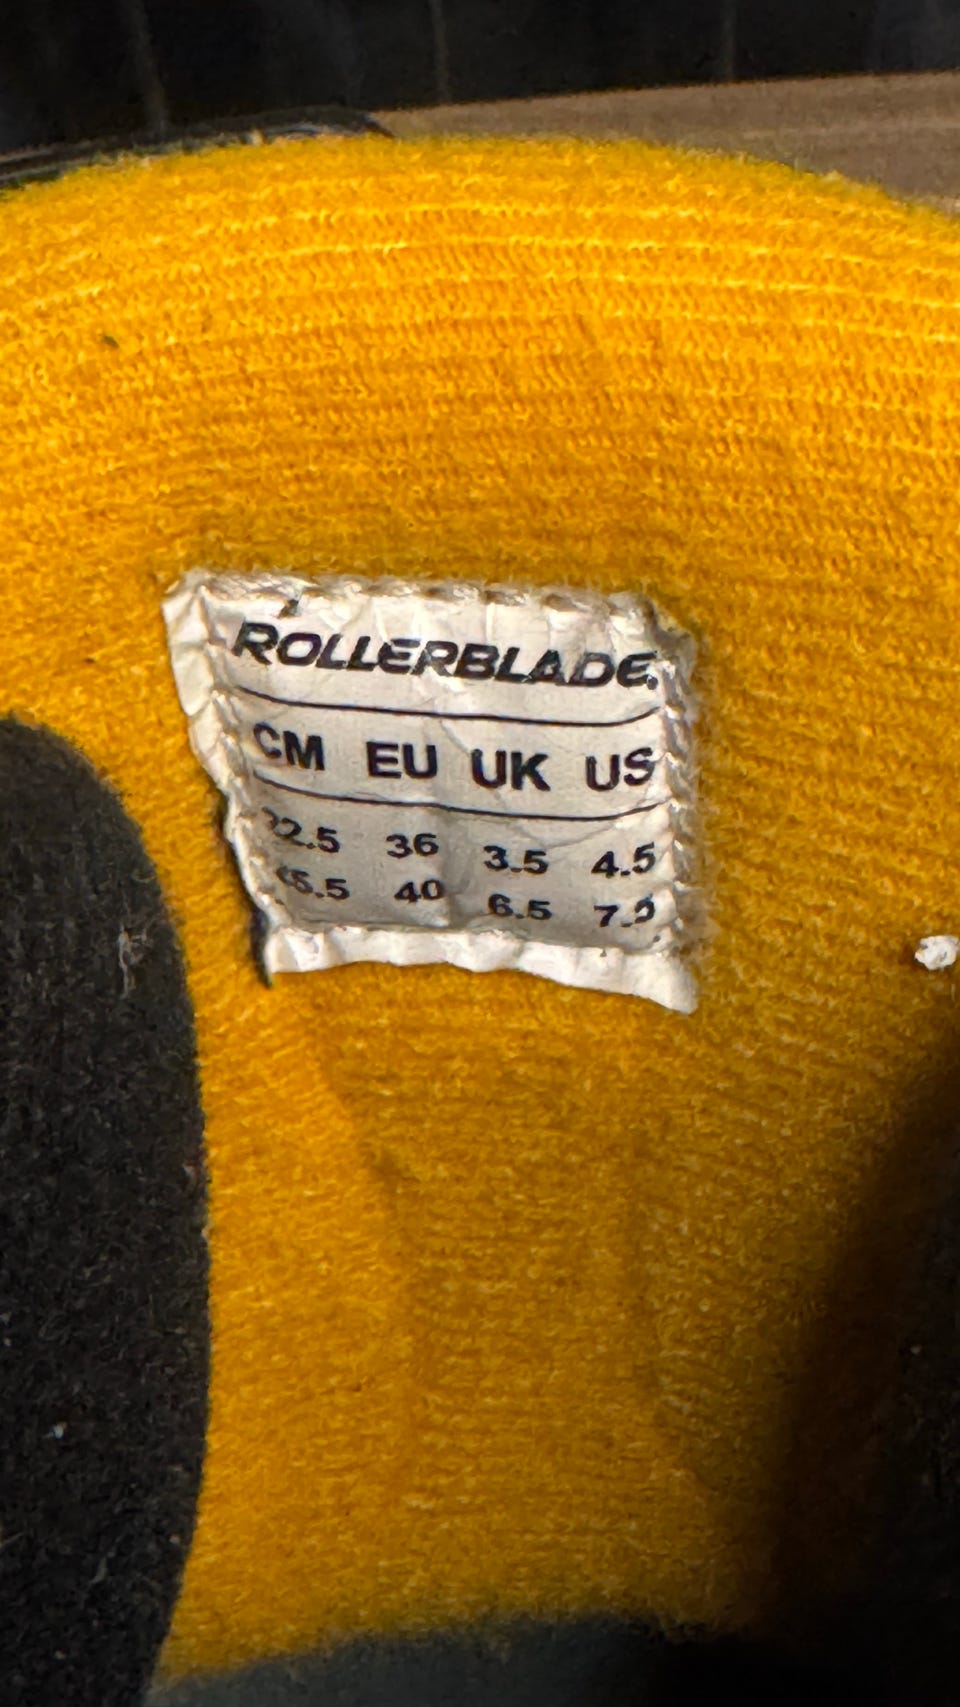 ROLLERBLADE.
CM EU UK US
22.5 36 3.5 4.5
40 6.5